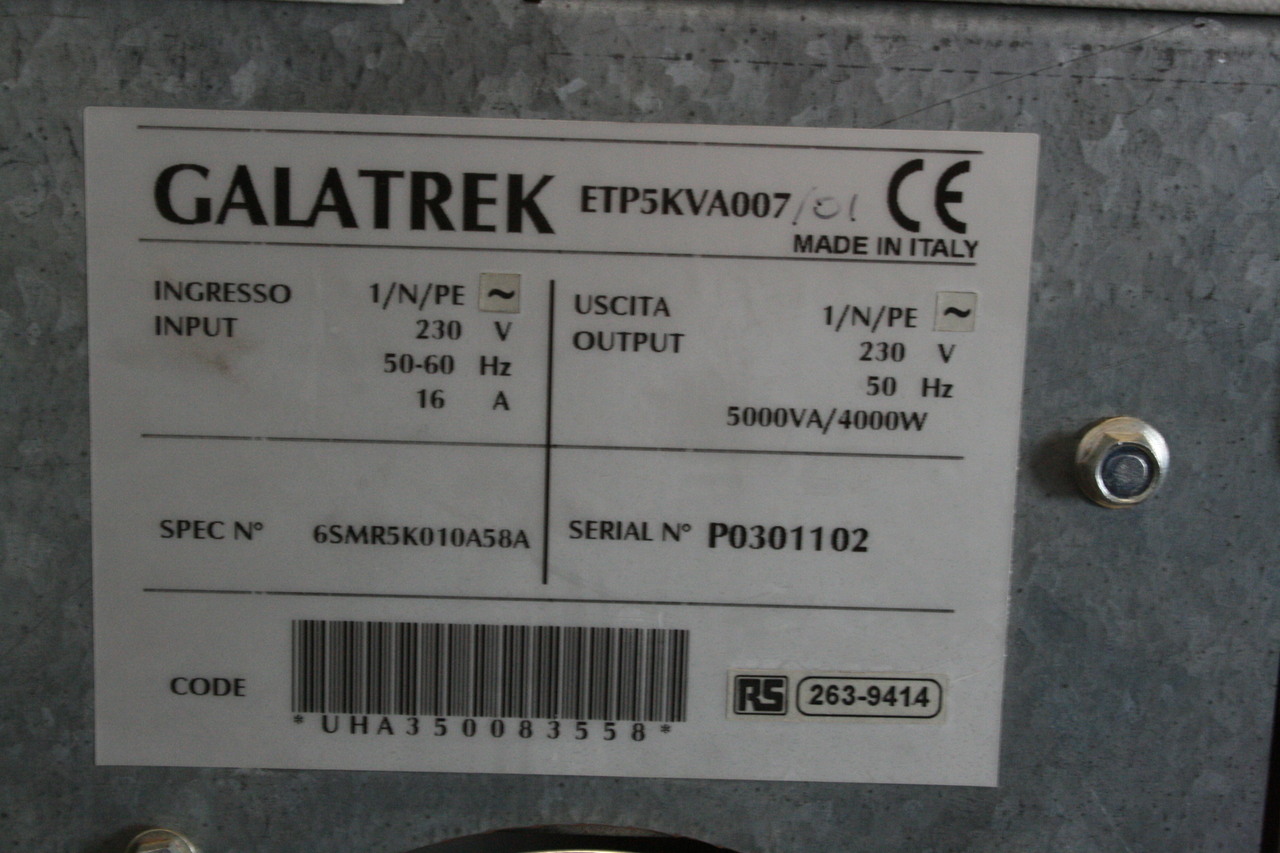 GALATREK ETP5KVA007/01 CE
MADE IN ITALY
INGRESSO 1/N/PE ~
INPUT 230 V
50-60 Hz
16 A
USCITA 1/N/PE ~
OUTPUT 230 V
50 Hz
5000VA/4000W
SPEC N° 6SMR5K010A58A
SERIAL N° P0301102
CODE
*UHA350083558*
RS 263-9414